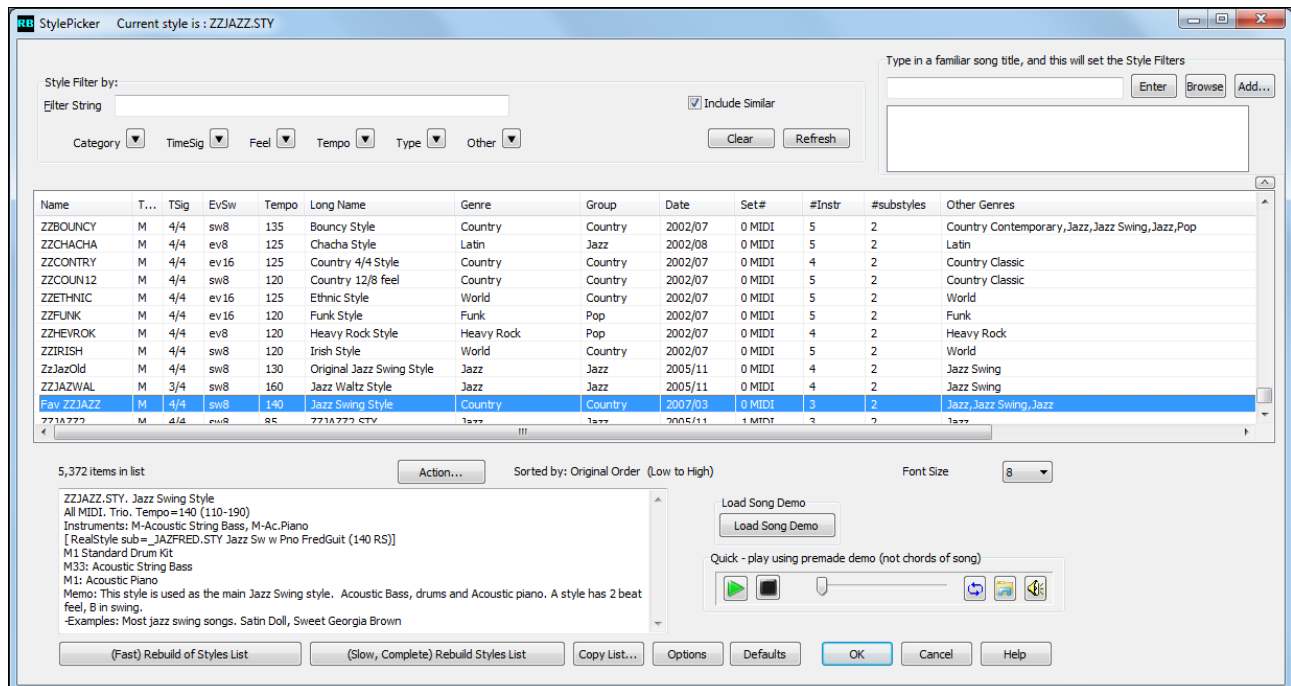 RB StylePicker Current style is : ZZJAZZ.STY
Type in a familiar song title, and this will set the Style Filters
Style Filter by:
Filter String
Include Similar
Enter Browse Add...
Category TimeSig Feel Tempo Type Other Clear Refresh
Name T... TSig EvSw Tempo Long Name Genre Group Date Set# #Instr #substyles Other Genres
ZZBOUNCY M 4/4 sw8 135 Bouncy Style Country Country 2002/07 0 MIDI 5 2 Country Contemporary,Jazz,Jazz Swing,Jazz,Pop
ZZCHACHA M 4/4 ev8 125 Chacha Style Latin Jazz 2002/08 0 MIDI 5 2 Latin
ZZCONTRY M 4/4 ev16 125 Country 4/4 Style Country Country 2002/07 0 MIDI 4 2 Country Classic
ZZCOUN12 M 4/4 sw8 120 Country 12/8 feel Country Country 2002/07 0 MIDI 4 2 Country Classic
ZZETHNIC M 4/4 ev16 125 Ethnic Style World Country 2002/07 0 MIDI 5 2 World
ZZFUNK M 4/4 ev16 120 Funk Style Funk Pop 2002/07 0 MIDI 5 2 Funk
ZZHEVROK M 4/4 ev8 120 Heavy Rock Style Heavy Rock Pop 2002/07 0 MIDI 4 2 Heavy Rock
ZZIRISH M 4/4 sw8 120 Irish Style World Country 2002/07 0 MIDI 5 2 World
ZzJazOld M 4/4 sw8 130 Original Jazz Swing Style Jazz Jazz 2005/11 0 MIDI 4 2 Jazz Swing
ZZJAZWAL M 3/4 sw8 160 Jazz Waltz Style Jazz Jazz 2005/11 0 MIDI 4 2 Jazz Swing
Fav ZZJAZZ M 4/4 sw8 140 Jazz Swing Style Country Country 2007/03 0 MIDI 3 2 Jazz,Jazz Swing,Jazz
ZZJAZZ2 M 4/4 sw8 85 ZZJAZZ2.STY Jazz Jazz 2005/11 1 MIDI 3 2 Jazz
5,372 items in list Action... Sorted by: Original Order (Low to High) Font Size 8
ZZJAZZ.STY. Jazz Swing Style
All MIDI. Trio. Tempo=140 (110-190)
Instruments: M-Acoustic String Bass, M-Ac.Piano
[ RealStyle sub=_JAZFRED.STY Jazz Sw w Pno FredGuit (140 RS)]
M1 Standard Drum Kit
M33: Acoustic String Bass
M1: Acoustic Piano
Memo: This style is used as the main Jazz Swing style. Acoustic Bass, drums and Acoustic piano. A style has 2 beat
feel, B in swing.
-Examples: Most jazz swing songs. Satin Doll, Sweet Georgia Brown
Load Song Demo
Load Song Demo
Quick - play using premade demo (not chords of song)
(Fast) Rebuild of Styles List (Slow, Complete) Rebuild Styles List Copy List... Options Defaults OK Cancel Help